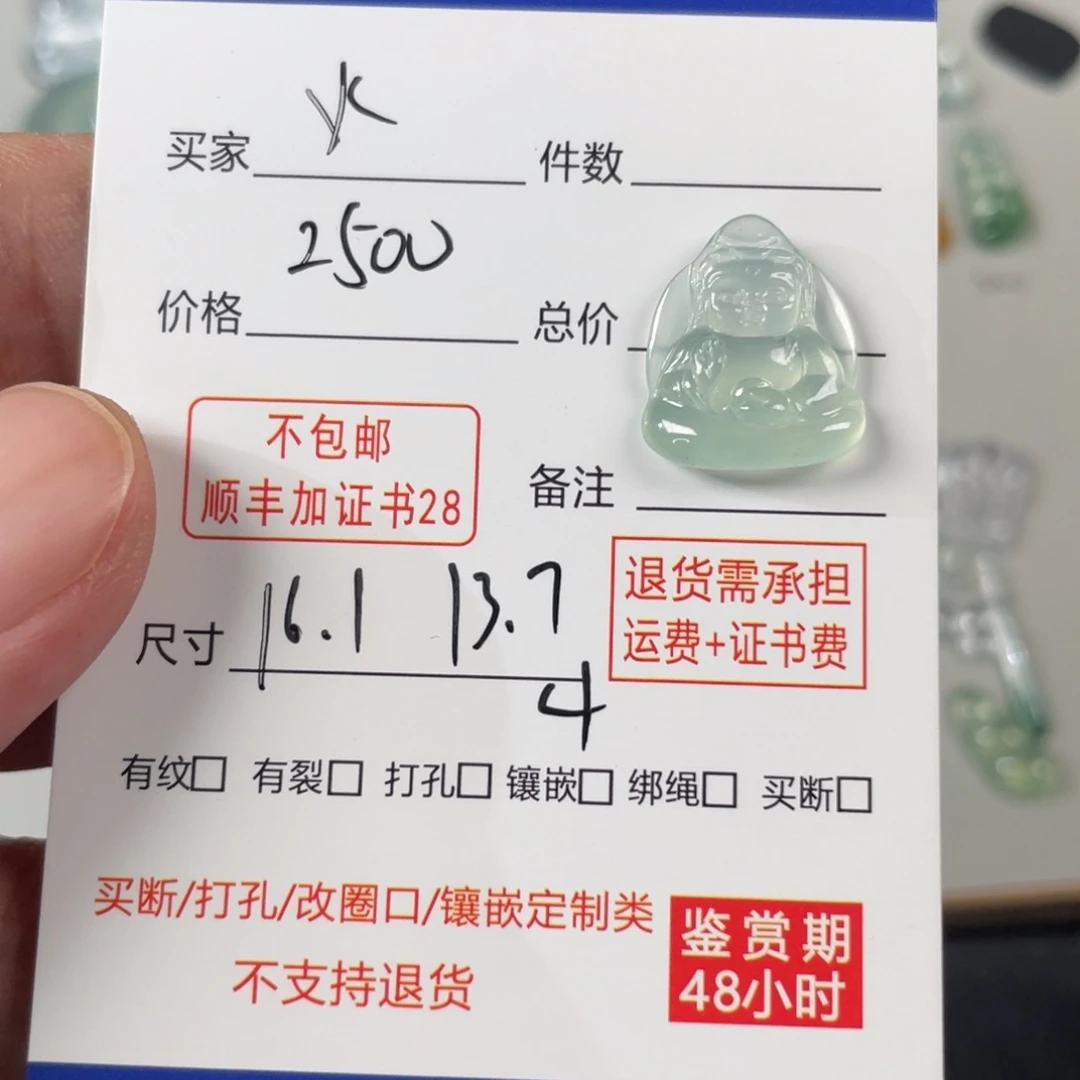 买家 yc 件数
价格 2500 总价
不包邮
顺丰加证书28
备注
尺寸 16.1 13.7
4
退货需承担
运费+证书费
有纹□ 有裂□ 打孔□ 镶嵌□ 绑绳□ 买断□
买断/打孔/改圈口/镶嵌定制类
不支持退货
鉴赏期
48小时